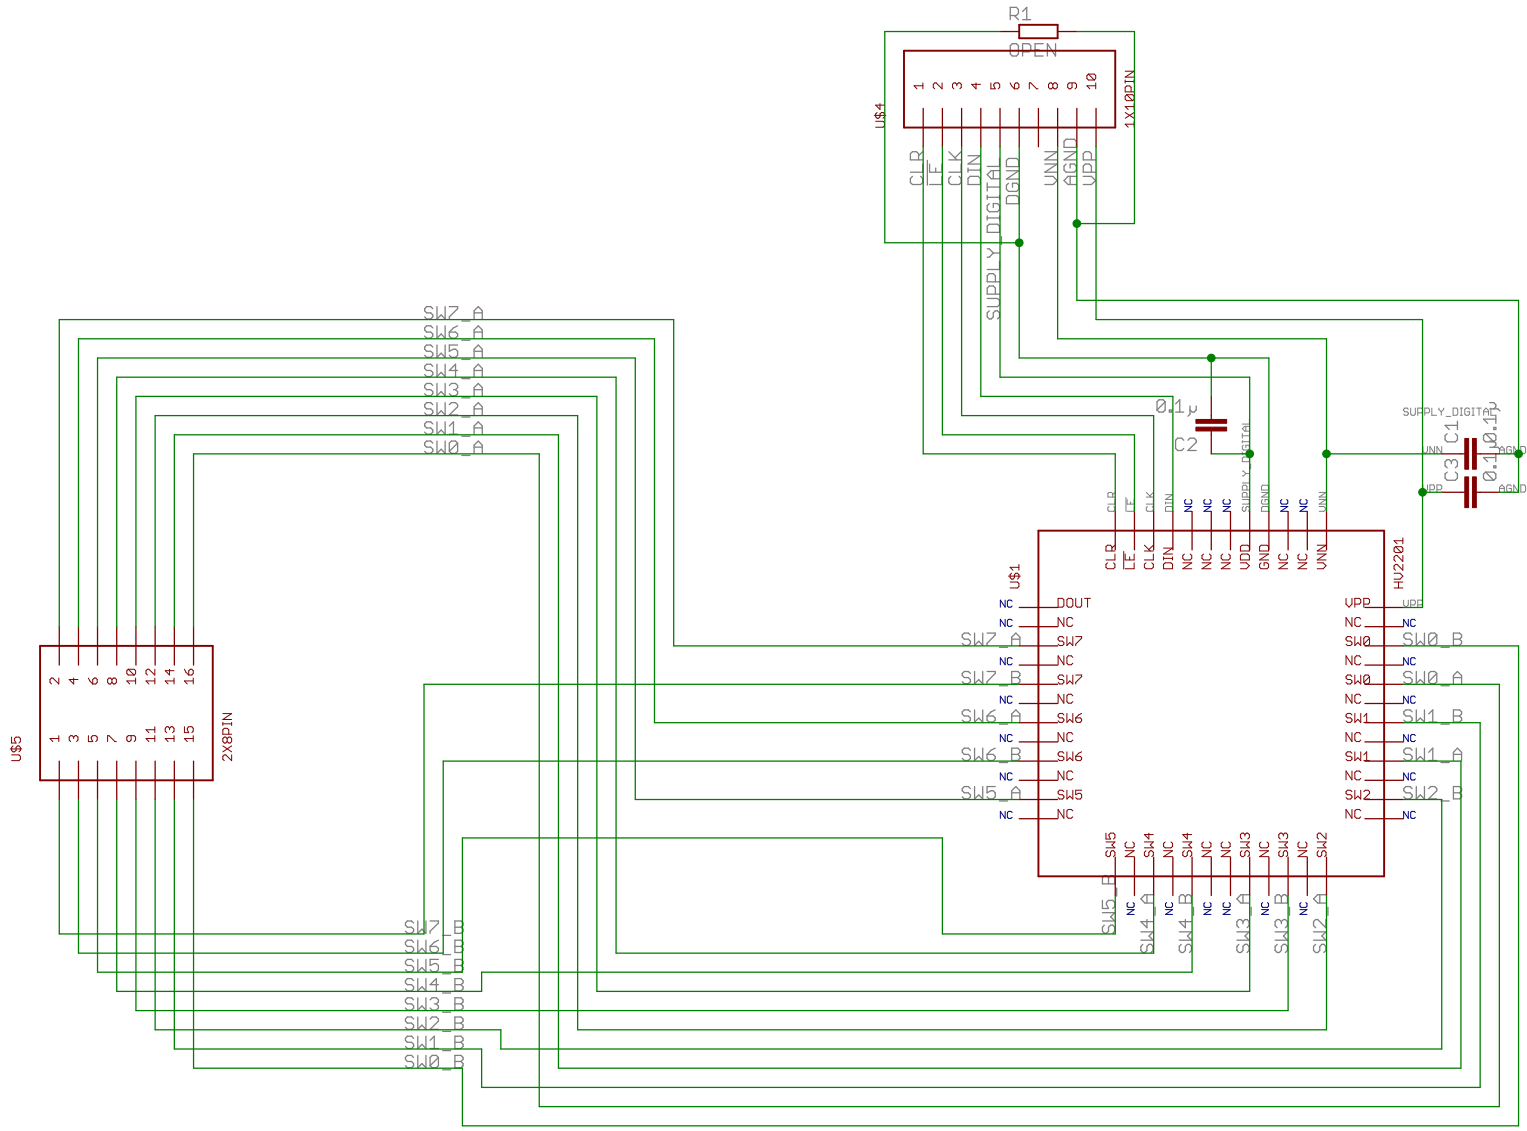 R1
OPEN
1 2 3 4 5 6 7 8 9 10
U$4
1X10PIN
CLR
LE
CLK
DIN
SUPPLY_DIGITAL
DGND
VNN
AGND
VPP
SW7_A
SW6_A
SW5_A
SW4_A
SW3_A
SW2_A
SW1_A
SW0_A
0.1µ
C2
SUPPLY_DIGITAL
SUPPLY_DIGITAL
C1
0.1µ
VNN
AGND
C3
0.1µ
VPP
AGND
CLR
LE
CLK
DIN
NC
NC
NC
DGND
NC
NC
VNN
U$1
HV2201
CLR
LE
CLK
DIN
NC
NC
NC
VDD
GND
NC
NC
VNN
NC DOUT
NC NC
SW7_A SW7
NC NC
SW7_B SW7
NC NC
SW6_A SW6
NC NC
SW6_B SW6
NC NC
SW5_A SW5
NC NC
VPP VPP
NC NC
SW0 SW0_B
NC NC
SW0 SW0_A
NC NC
SW1 SW1_B
NC NC
SW1 SW1_A
NC NC
SW2 SW2_B
NC NC
SW5
NC
SW4
NC
SW4
NC
NC
SW3
NC
SW3
NC
SW2
SW5_B
NC
SW4_A
NC
SW4_B
NC
NC
SW3_A
NC
SW3_B
NC
SW2_A
2 4 6 8 10 12 14 16
1 3 5 7 9 11 13 15
U$5
2X8PIN
SW7_B
SW6_B
SW5_B
SW4_B
SW3_B
SW2_B
SW1_B
SW0_B